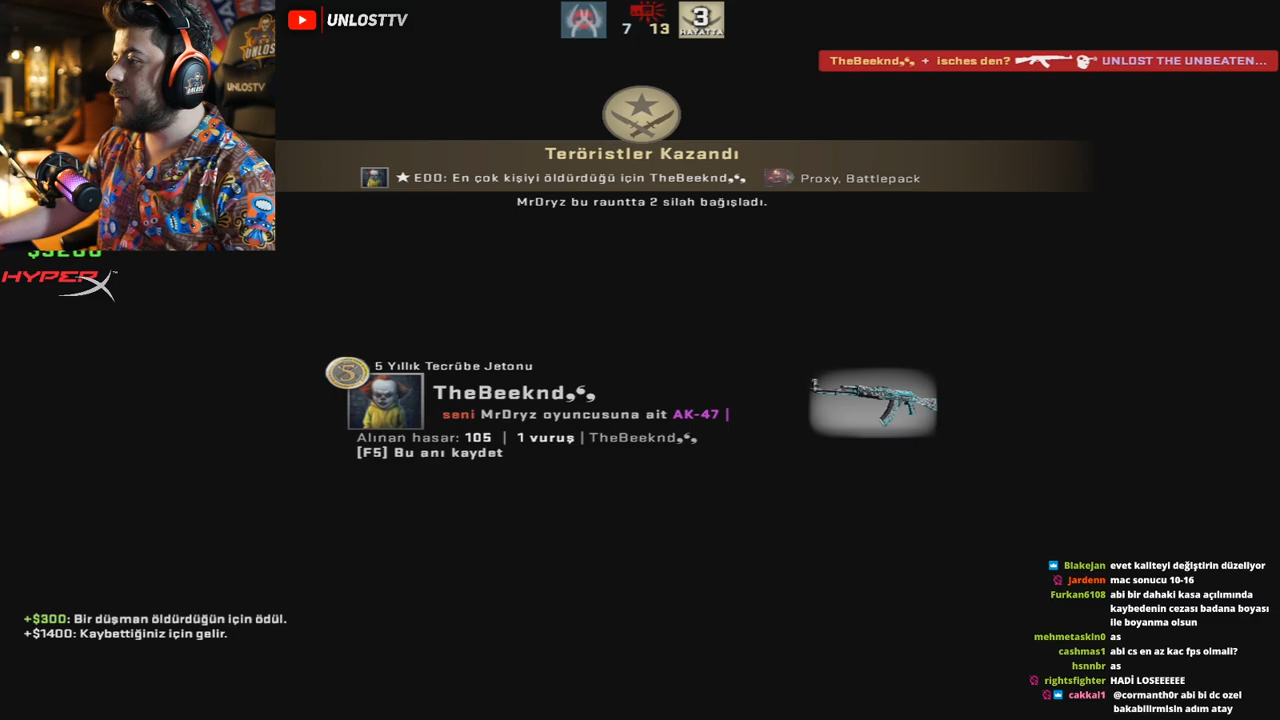 UNLOSTTV
7 13
3
HAYATTA
TheBeeknd + isches den? UNLOST THE UNBEATEN...
UNLOSTV
Teröristler Kazandı
★ EDO: En çok kişiyi öldürdüğü için TheBeeknd Proxy, Battlepack
MrDryz bu rauntta 2 silah bağışladı.
HYPERX™
5 Yıllık Tecrübe Jetonu
5
TheBeeknd
seni MrDryz oyuncusuna ait AK-47 |
Alınan hasar: 105 | 1 vuruş | TheBeeknd
[F5] Bu anı kaydet
+$300: Bir düşman öldürdüğün için ödül.
+$1400: Kaybettiğiniz için gelir.
Blakejan evet kaliteyi değiştirin düzeliyor
Jardenn mac sonucu 10-16
Furkan6108 abi bir dahaki kasa açılımında
kaybedenin cezası badana boyası
ile boyanma olsun
mehmetaskin0 as
cashmas1 abi cs en az kac fps olmali?
hsnnbr as
rightsfighter HADİ LOSEEEEEE
cakkal1 @cormanth0r abi bi dc ozel
bakabilirmisin adım atay